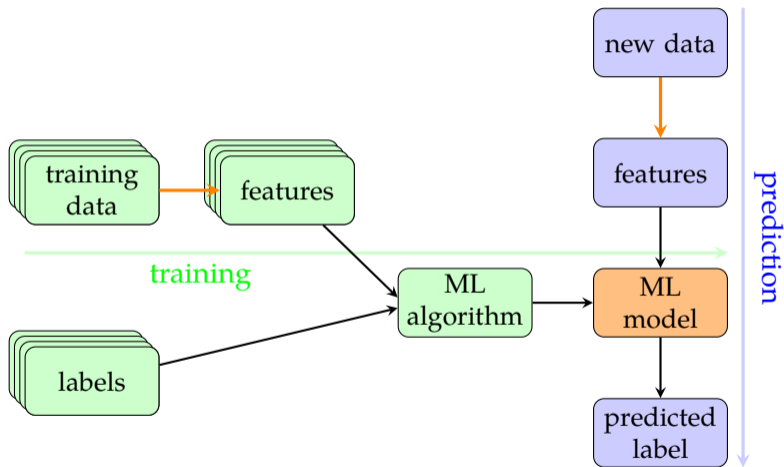 new data
training
data
features
features
training
prediction
ML
algorithm
ML
model
labels
predicted
label